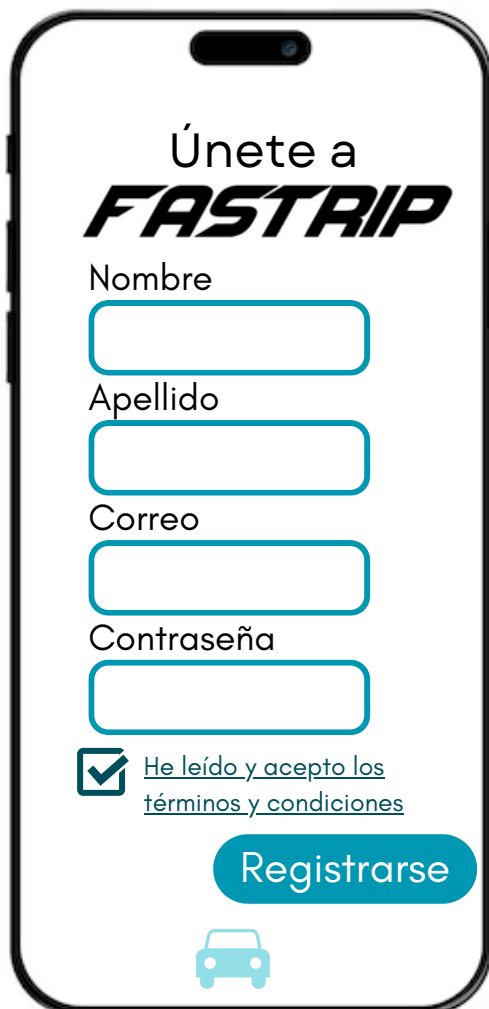 Únete a
FASTRIP
Nombre
Apellido
Correo
Contraseña
He leído y acepto los
términos y condiciones
Registrarse